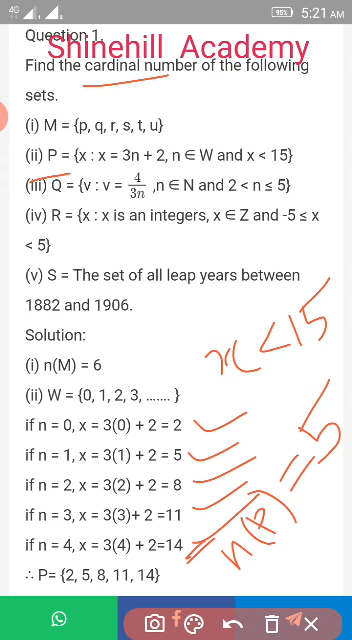 4G
95%
5:21 AM
Question 1.
Shinehill Academy
Find the cardinal number of the following
sets.
(i) M = {p, q, r, s, t, u}
(ii) P = {x : x = 3n + 2, n ∈ W and x < 15}
(iii) Q = {v : v = 4/3n ,n ∈ N and 2 < n ≤ 5}
(iv) R = {x : x is an integers, x ∈ Z and -5 ≤ x
< 5}
(v) S = The set of all leap years between
1882 and 1906.
Solution:
x < 15
(i) n(M) = 6
(ii) W = {0, 1, 2, 3, ....... }
if n = 0, x = 3(0) + 2 = 2
if n = 1, x = 3(1) + 2 = 5
if n = 2, x = 3(2) + 2 = 8
if n = 3, x = 3(3)+ 2 =11
if n = 4, x = 3(4) + 2=14
n(P) = 5
∴ P= {2, 5, 8, 11, 14}